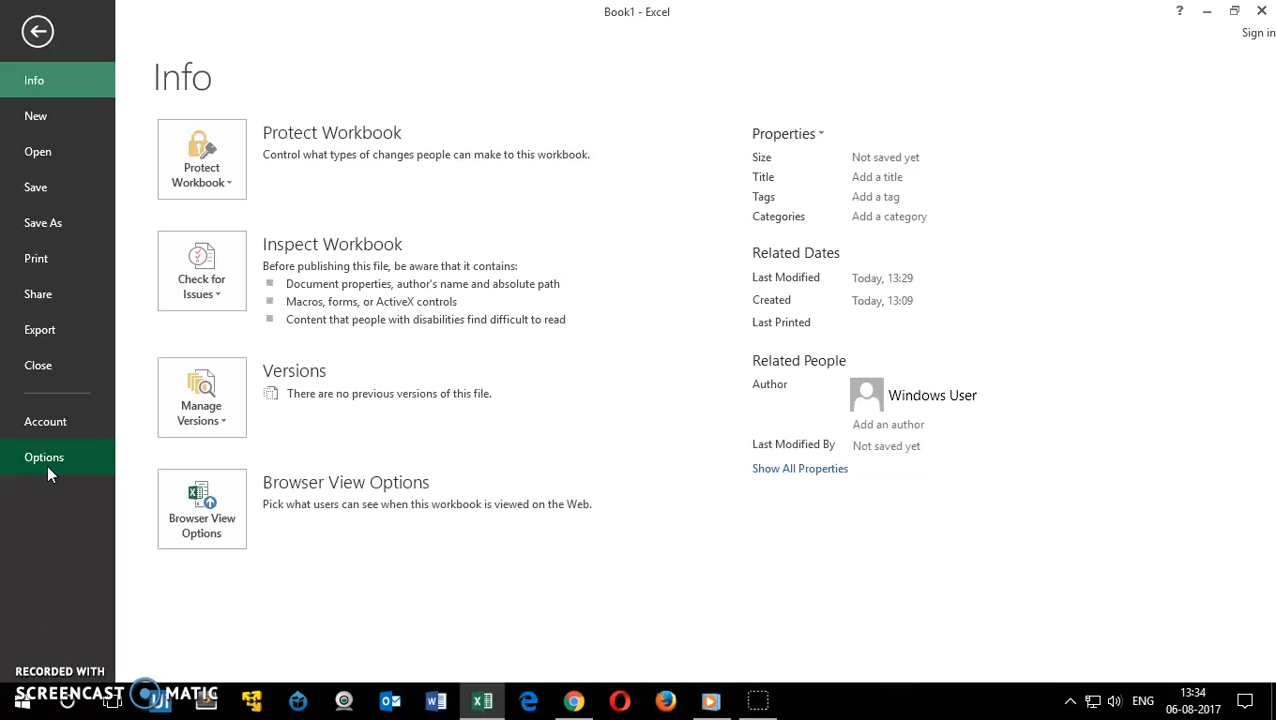 Book1 - Excel
?
Sign in
Info
New
Open
Save
Save As
Print
Share
Export
Close
Account
Options
Info
Protect
Workbook
Protect Workbook
Control what types of changes people can make to this workbook.
Check for
Issues
Inspect Workbook
Before publishing this file, be aware that it contains:
Document properties, author's name and absolute path
Macros, forms, or ActiveX controls
Content that people with disabilities find difficult to read
Manage
Versions
Versions
There are no previous versions of this file.
Browser View
Options
Browser View Options
Pick what users can see when this workbook is viewed on the Web.
Properties
Size Not saved yet
Title Add a title
Tags Add a tag
Categories Add a category
Related Dates
Last Modified Today, 13:29
Created Today, 13:09
Last Printed
Related People
Author Windows User
Add an author
Last Modified By Not saved yet
Show All Properties
RECORDED WITH
SCREENCAST MATIC
ENG
13:34
06-08-2017